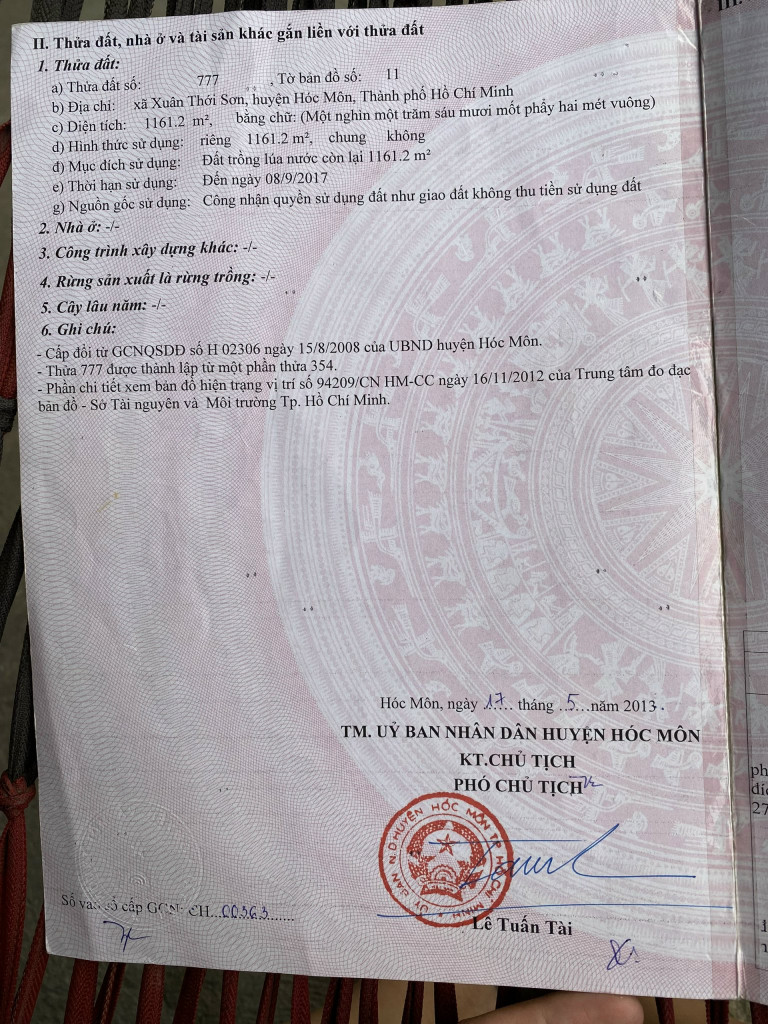 II. Thửa đất, nhà ở và tài sản khác gắn liền với thửa đất
1. Thửa đất:
a) Thửa đất số: 777 , Tờ bản đồ số: 11
b) Địa chỉ: xã Xuân Thới Sơn, huyện Hóc Môn, Thành phố Hồ Chí Minh
c) Diện tích: 1161.2 m², bằng chữ: (Một nghìn một trăm sáu mươi mốt phẩy hai mét vuông)
d) Hình thức sử dụng: riêng 1161.2 m², chung không
đ) Mục đích sử dụng: Đất trồng lúa nước còn lại 1161.2 m²
e) Thời hạn sử dụng: Đến ngày 08/9/2017
g) Nguồn gốc sử dụng: Công nhận quyền sử dụng đất như giao đất không thu tiền sử dụng đất
2. Nhà ở: -/-
3. Công trình xây dựng khác: -/-
4. Rừng sản xuất là rừng trồng: -/-
5. Cây lâu năm: -/-
6. Ghi chú:
- Cấp đổi từ GCNQSDĐ số H 02306 ngày 15/8/2008 của UBND huyện Hóc Môn.
- Thửa 777 được thành lập từ một phần thửa 354.
- Phần chi tiết xem bản đồ hiện trạng vị trí số 94209/CN HM-CC ngày 16/11/2012 của Trung tâm đo đạc
bản đồ - Sở Tài nguyên và Môi trường Tp. Hồ Chí Minh.
Hóc Môn, ngày 17 tháng 5 năm 2013
TM. UỶ BAN NHÂN DÂN HUYỆN HÓC MÔN
KT.CHỦ TỊCH
PHÓ CHỦ TỊCH
ỦY BAN N.D HUYỆN HÓC MÔN TP HỒ CHÍ MINH
Lê Tuấn Tài
Số vào sổ cấp GCN: CH 00363